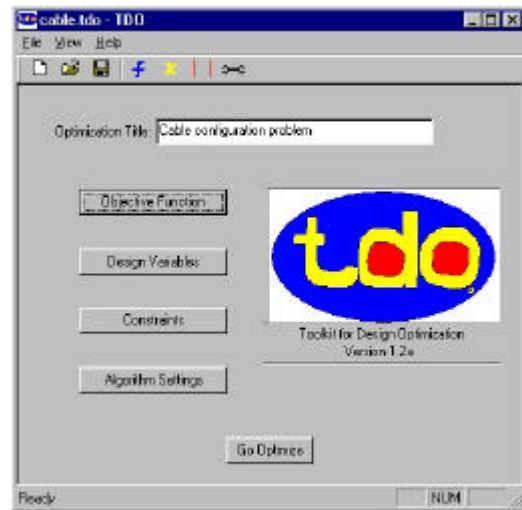 cable.tdo - TDO
File View Help
Optimization Title: Cable configuration problem
Objective Function
Design Variables
Constraints
Algorithm Settings
tdo
Toolkit for Design Optimization
Version 1.2a
Go Optimize
Ready NUM